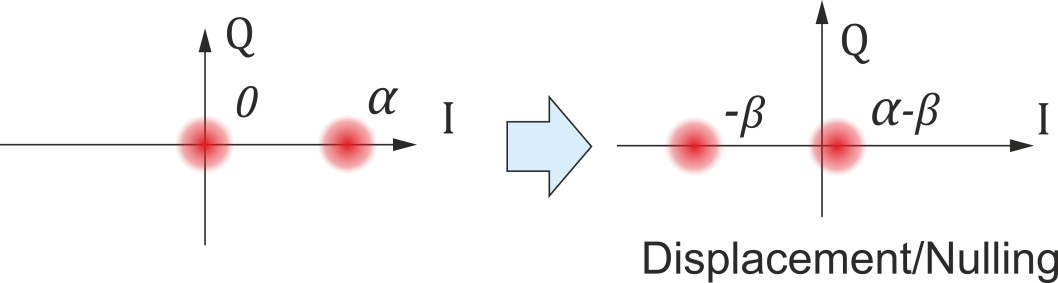 Q
0
α
I
Q
-β
α-β
I
Displacement/Nulling